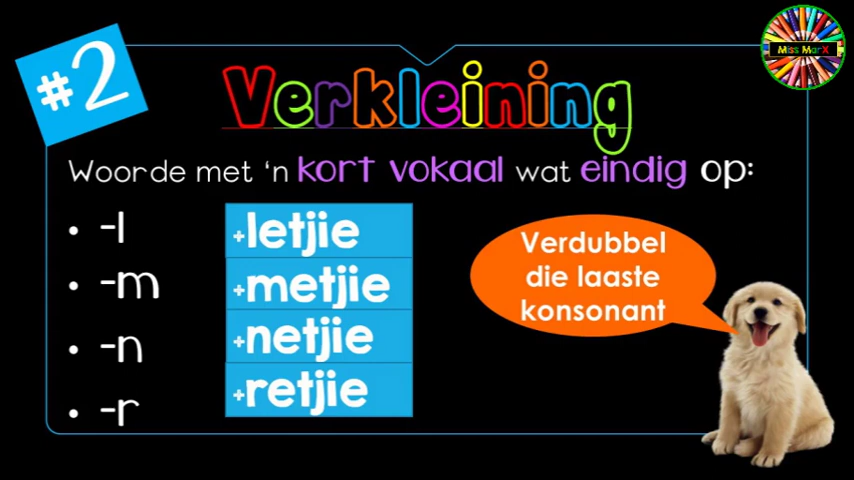 #2
Miss MarX
Verkleining
Woorde met 'n kort vokaal wat eindig op:
• -l
+letjie
• -m
+metjie
• -n
+netjie
• -r
+retjie
Verdubbel
die laaste
konsonant